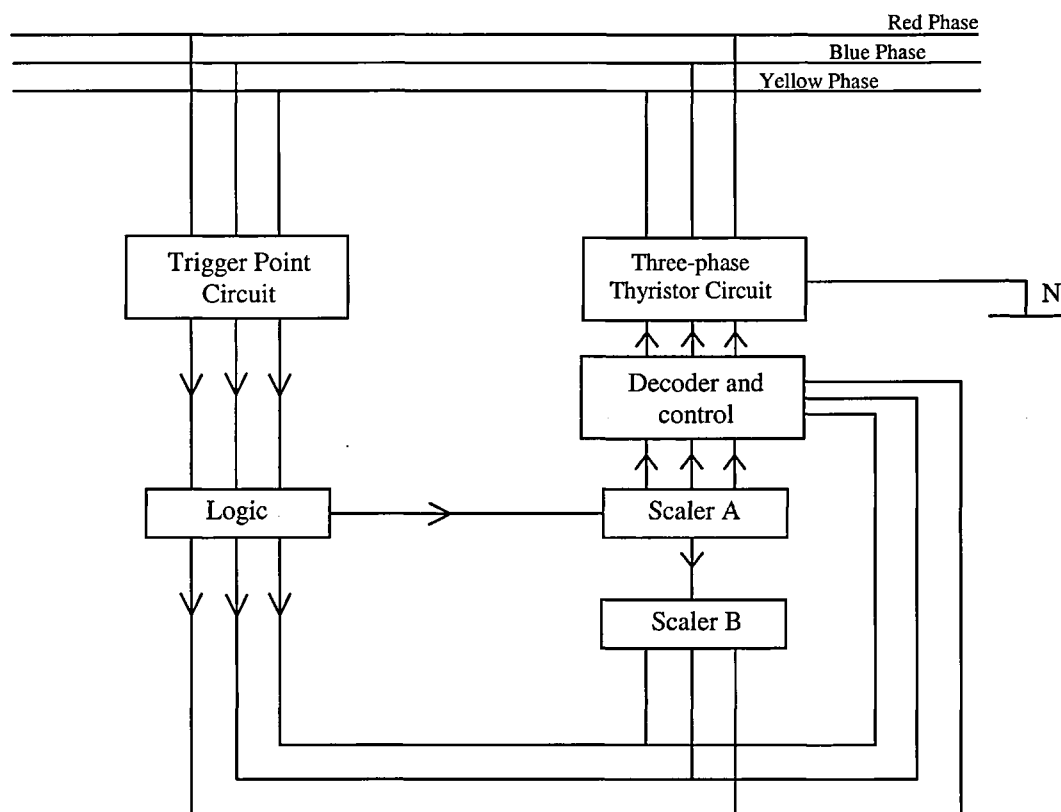 Red Phase
Blue Phase
Yellow Phase
Trigger Point
Circuit
Three-phase
Thyristor Circuit
N
Decoder and
control
Logic
Scaler A
Scaler B